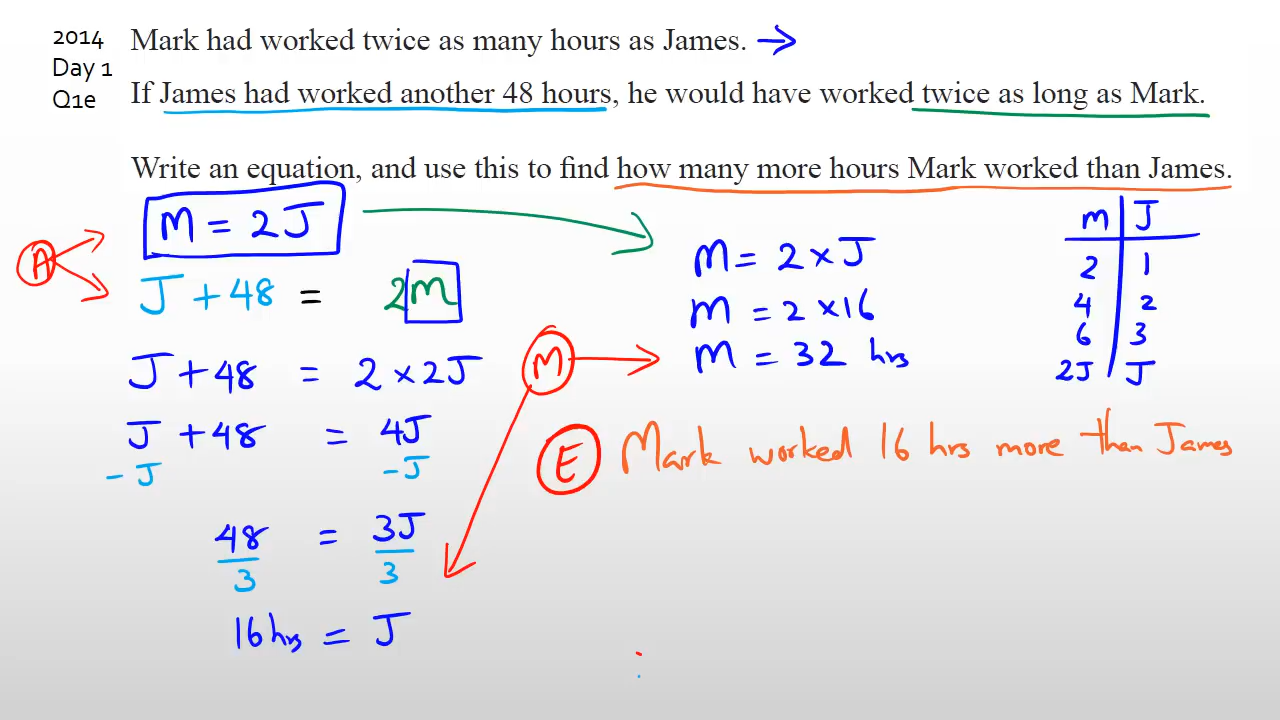 2014
Day 1
Q1e
Mark had worked twice as many hours as James. →
If James had worked another 48 hours, he would have worked twice as long as Mark.
Write an equation, and use this to find how many more hours Mark worked than James.
A
M = 2J
J + 48 = 2M
J + 48 = 2 × 2J
J + 48 = 4J
- J - J
48 = 3J
3 3
16 hrs = J
M = 2 × J
M = 2 × 16
M
M = 32 hrs
E
Mark worked 16 hrs more than James
M J
2 1
4 2
6 3
2J J